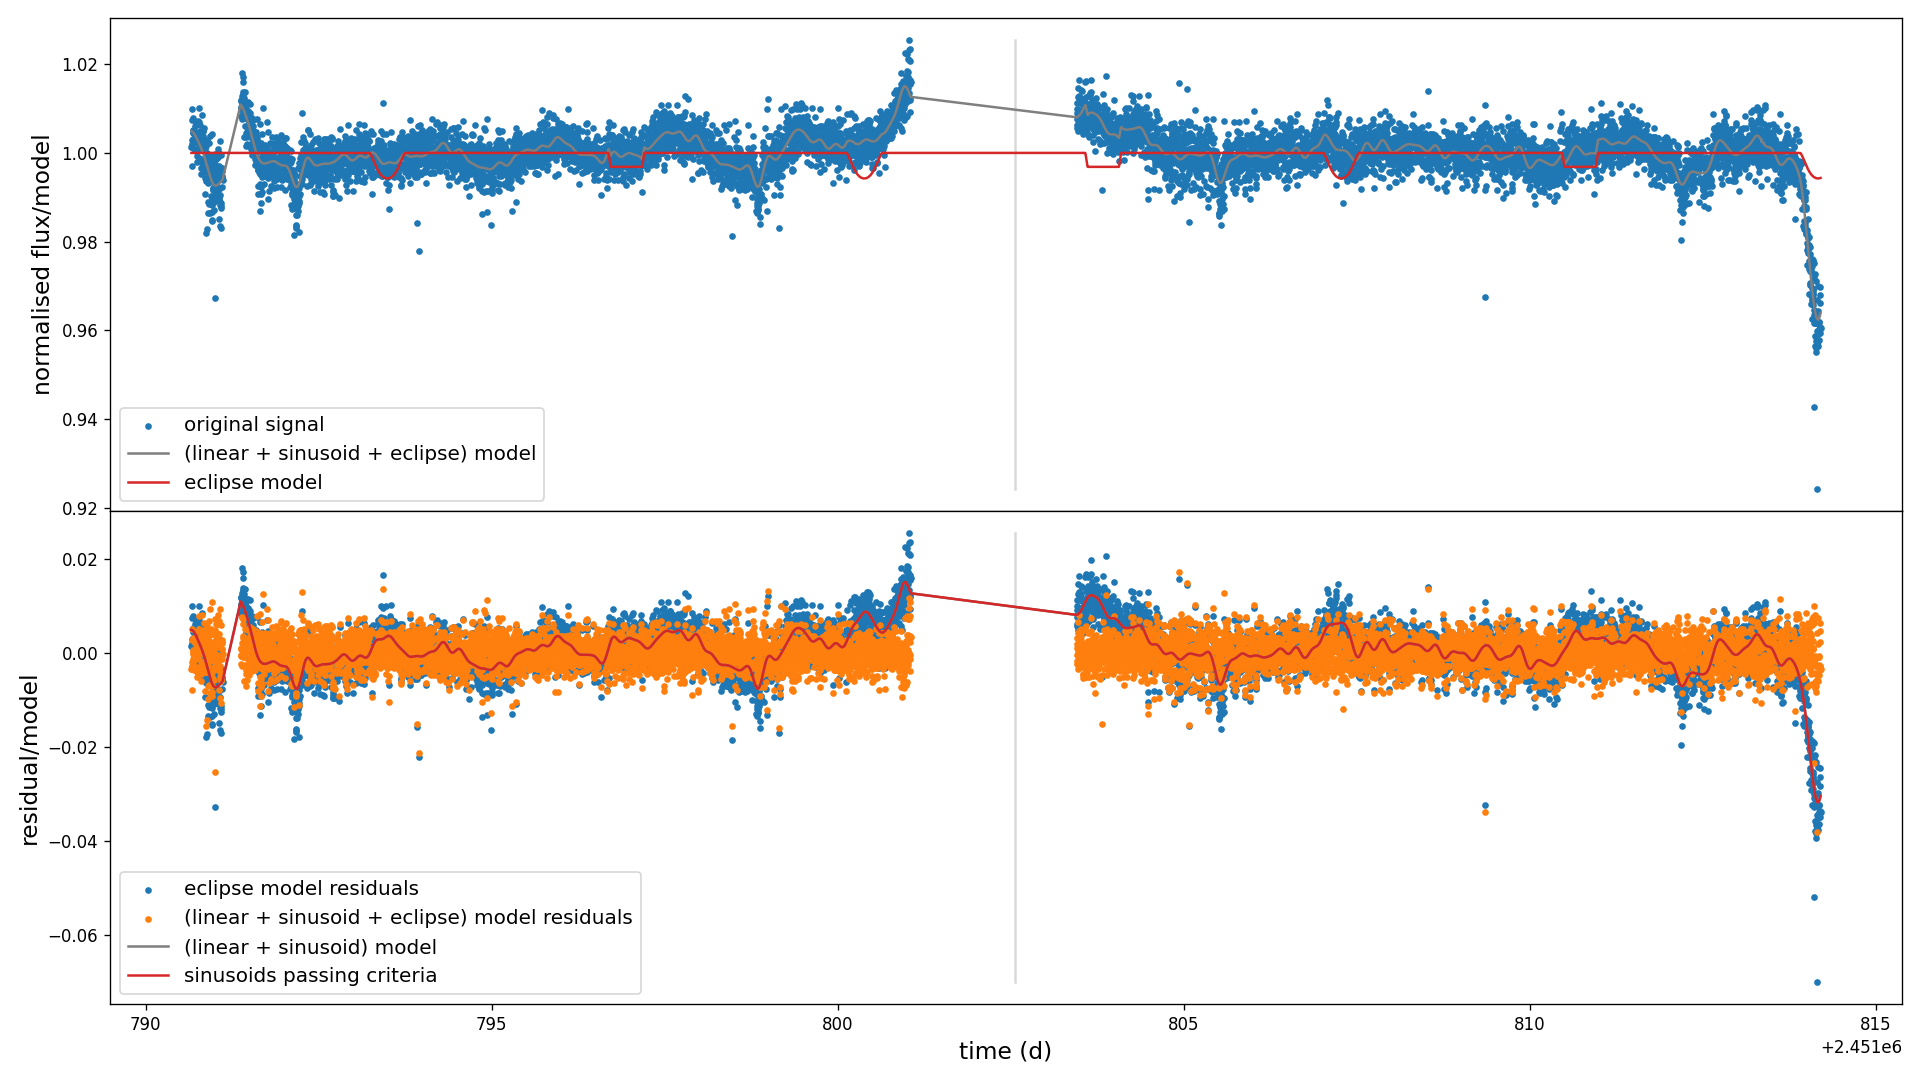 normalised flux/model
1.02
1.00
0.98
0.96
0.94
0.92
original signal
(linear + sinusoid + eclipse) model
eclipse model
residual/model
0.02
0.00
−0.02
−0.04
−0.06
eclipse model residuals
(linear + sinusoid + eclipse) model residuals
(linear + sinusoid) model
sinusoids passing criteria
790 795 800 805 810 815
time (d)
+2.451e6